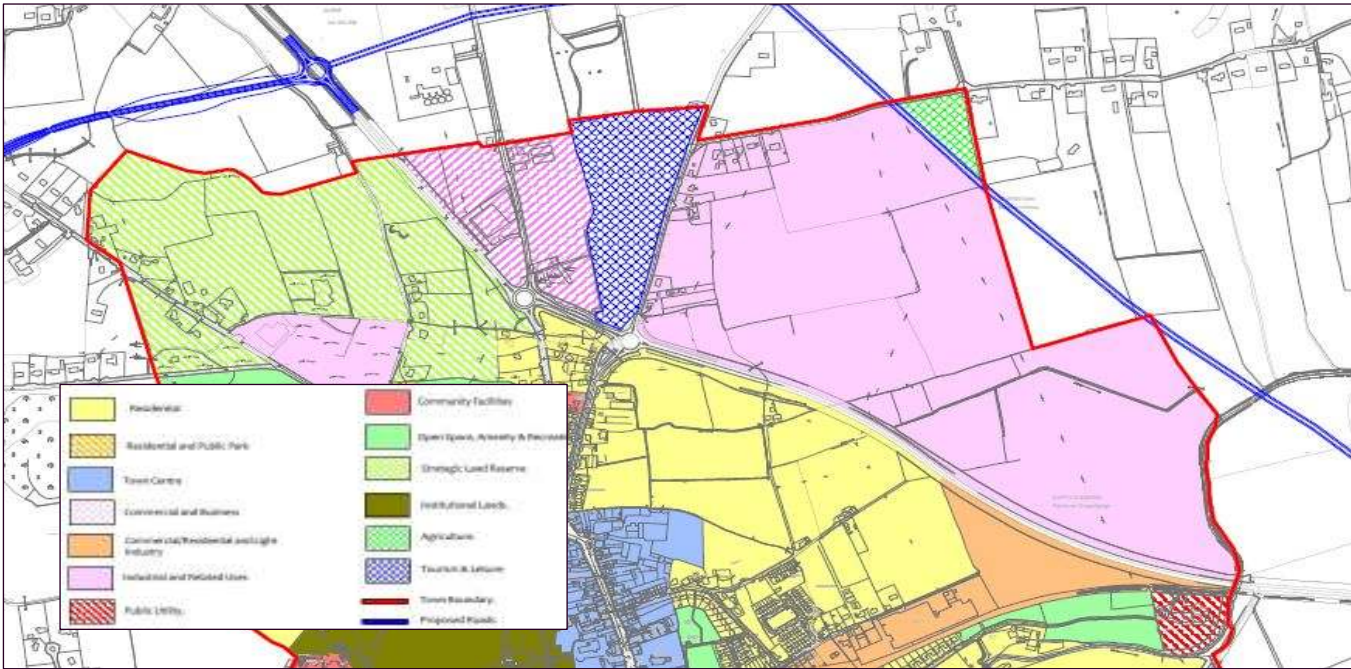 Residential
Residential and Public Park
Town Centre
Commercial and Business
Commercial/Residential and Light
Industry
Industrial and Related Uses
Public Utility.
Community Facilities
Open Space, Amenity & Recreati
Strategic Land Reserve
Institutional Lands.
Agriculture
Tourism & Leisure
Town Boundary.
Proposed Roads